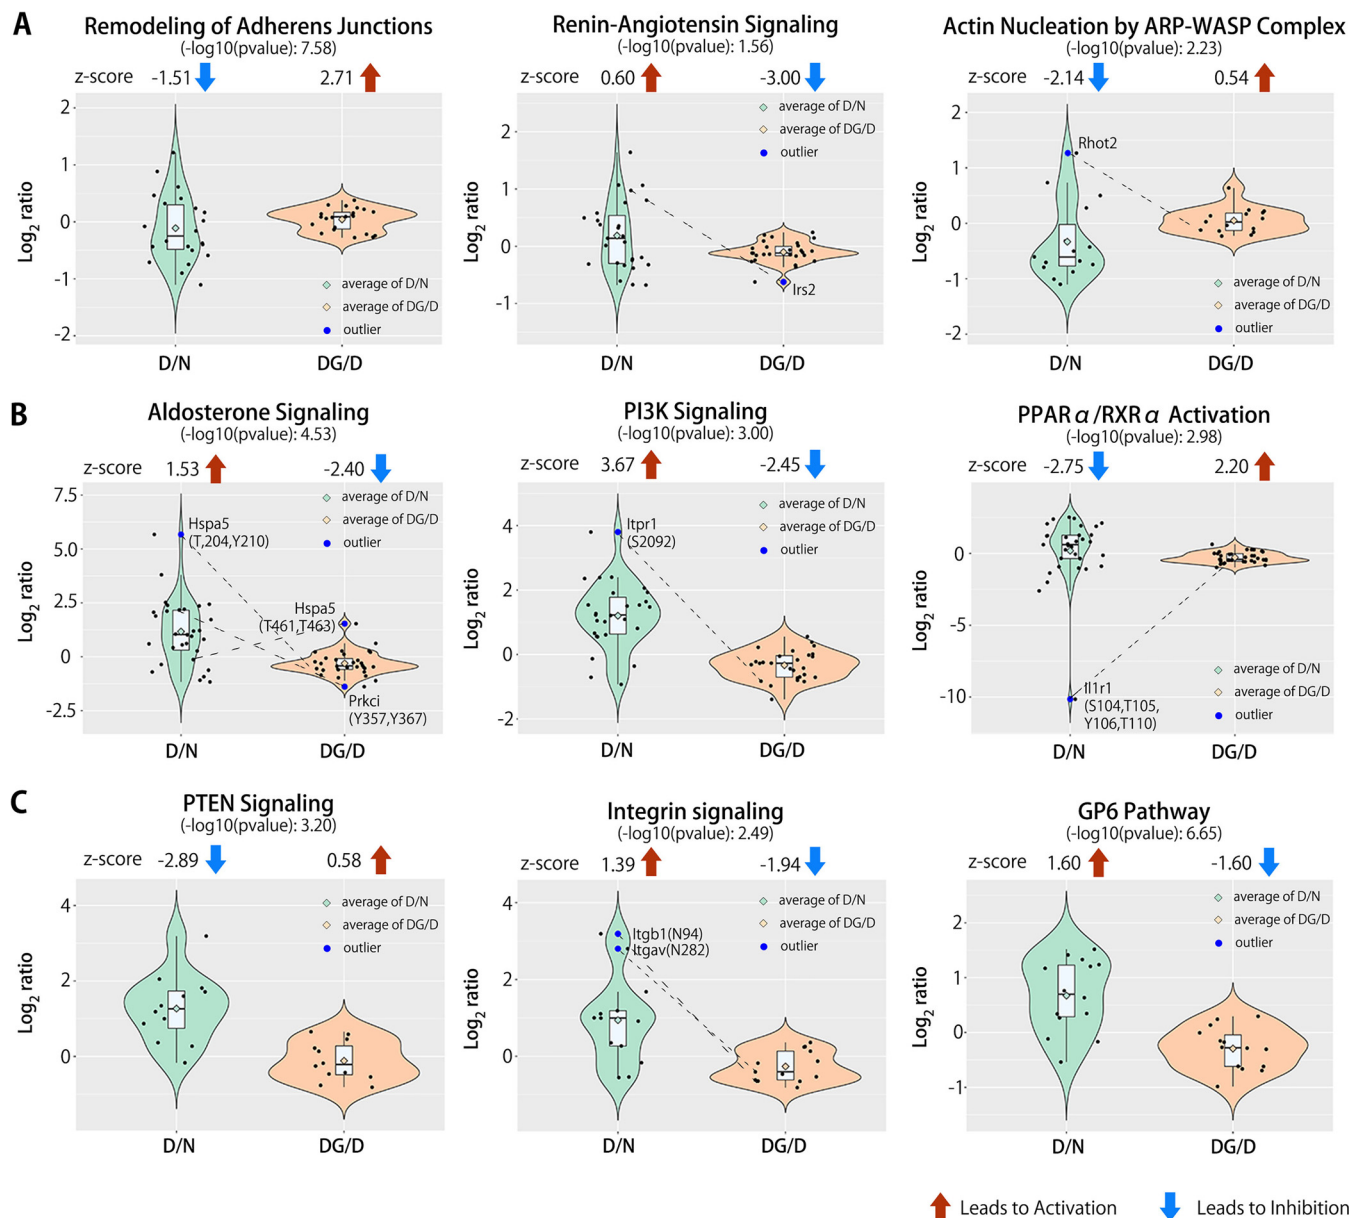 A
Remodeling of Adherens Junctions
(-log10(pvalue): 7.58)
z-score -1.51 2.71
Log2 ratio
2
1
0
-1
-2
average of D/N
average of DG/D
outlier
D/N DG/D
Renin-Angiotensin Signaling
(-log10(pvalue): 1.56)
z-score 0.60 -3.00
Log2 ratio
2
1
0
-1
average of D/N
average of DG/D
outlier
Irs2
D/N DG/D
Actin Nucleation by ARP-WASP Complex
(-log10(pvalue): 2.23)
z-score -2.14 0.54
Log2 ratio
2
1
0
-1
-2
Rhot2
average of D/N
average of DG/D
outlier
D/N DG/D
B
Aldosterone Signaling
(-log10(pvalue): 4.53)
z-score 1.53 -2.40
Log2 ratio
7.5
5.0
2.5
0
-2.5
average of D/N
average of DG/D
outlier
Hspa5
(T,204,Y210)
Hspa5
(T461,T463)
Prkci
(Y357,Y367)
D/N DG/D
PI3K Signaling
(-log10(pvalue): 3.00)
z-score 3.67 -2.45
Log2 ratio
4
2
0
-2
average of D/N
average of DG/D
outlier
Itpr1
(S2092)
D/N DG/D
PPARα/RXRα Activation
(-log10(pvalue): 2.98)
z-score -2.75 2.20
Log2 ratio
0
-5
-10
average of D/N
average of DG/D
outlier
Il1r1
(S104,T105,
Y106,T110)
D/N DG/D
C
PTEN Signaling
(-log10(pvalue): 3.20)
z-score -2.89 0.58
Log2 ratio
4
2
0
average of D/N
average of DG/D
outlier
D/N DG/D
Integrin signaling
(-log10(pvalue): 2.49)
z-score 1.39 -1.94
Log2 ratio
4
2
0
average of D/N
average of DG/D
outlier
Itgb1(N94)
Itgav(N282)
D/N DG/D
GP6 Pathway
(-log10(pvalue): 6.65)
z-score 1.60 -1.60
Log2 ratio
2
1
0
-1
average of D/N
average of DG/D
outlier
D/N DG/D
Leads to Activation Leads to Inhibition